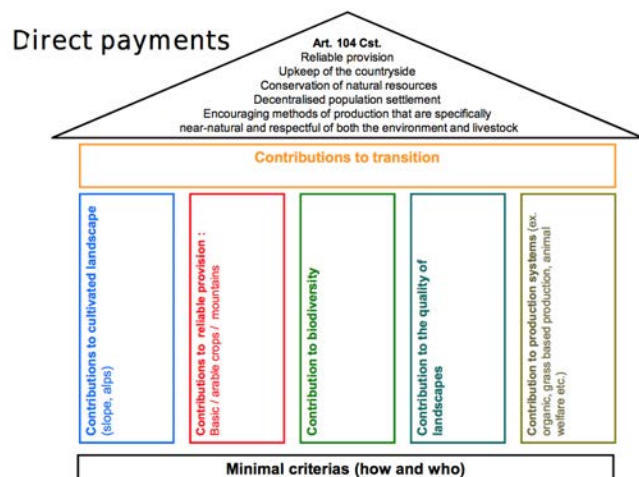 Direct payments
Art. 104 Cst.
Reliable provision
Upkeep of the countryside
Conservation of natural resources
Decentralised population settlement
Encouraging methods of production that are specifically
near-natural and respectful of both the environment and livestock
Contributions to transition
Contributions to cultivated landscape
(slope, alps)
Contributions to reliable provision :
Basic / arable crops / mountains
Contribution to biodiversity
Contribution to the quality of
landscapes
Contribution to production systems (ex.
organic, grass based production, animal
welfare etc.)
Minimal criterias (how and who)